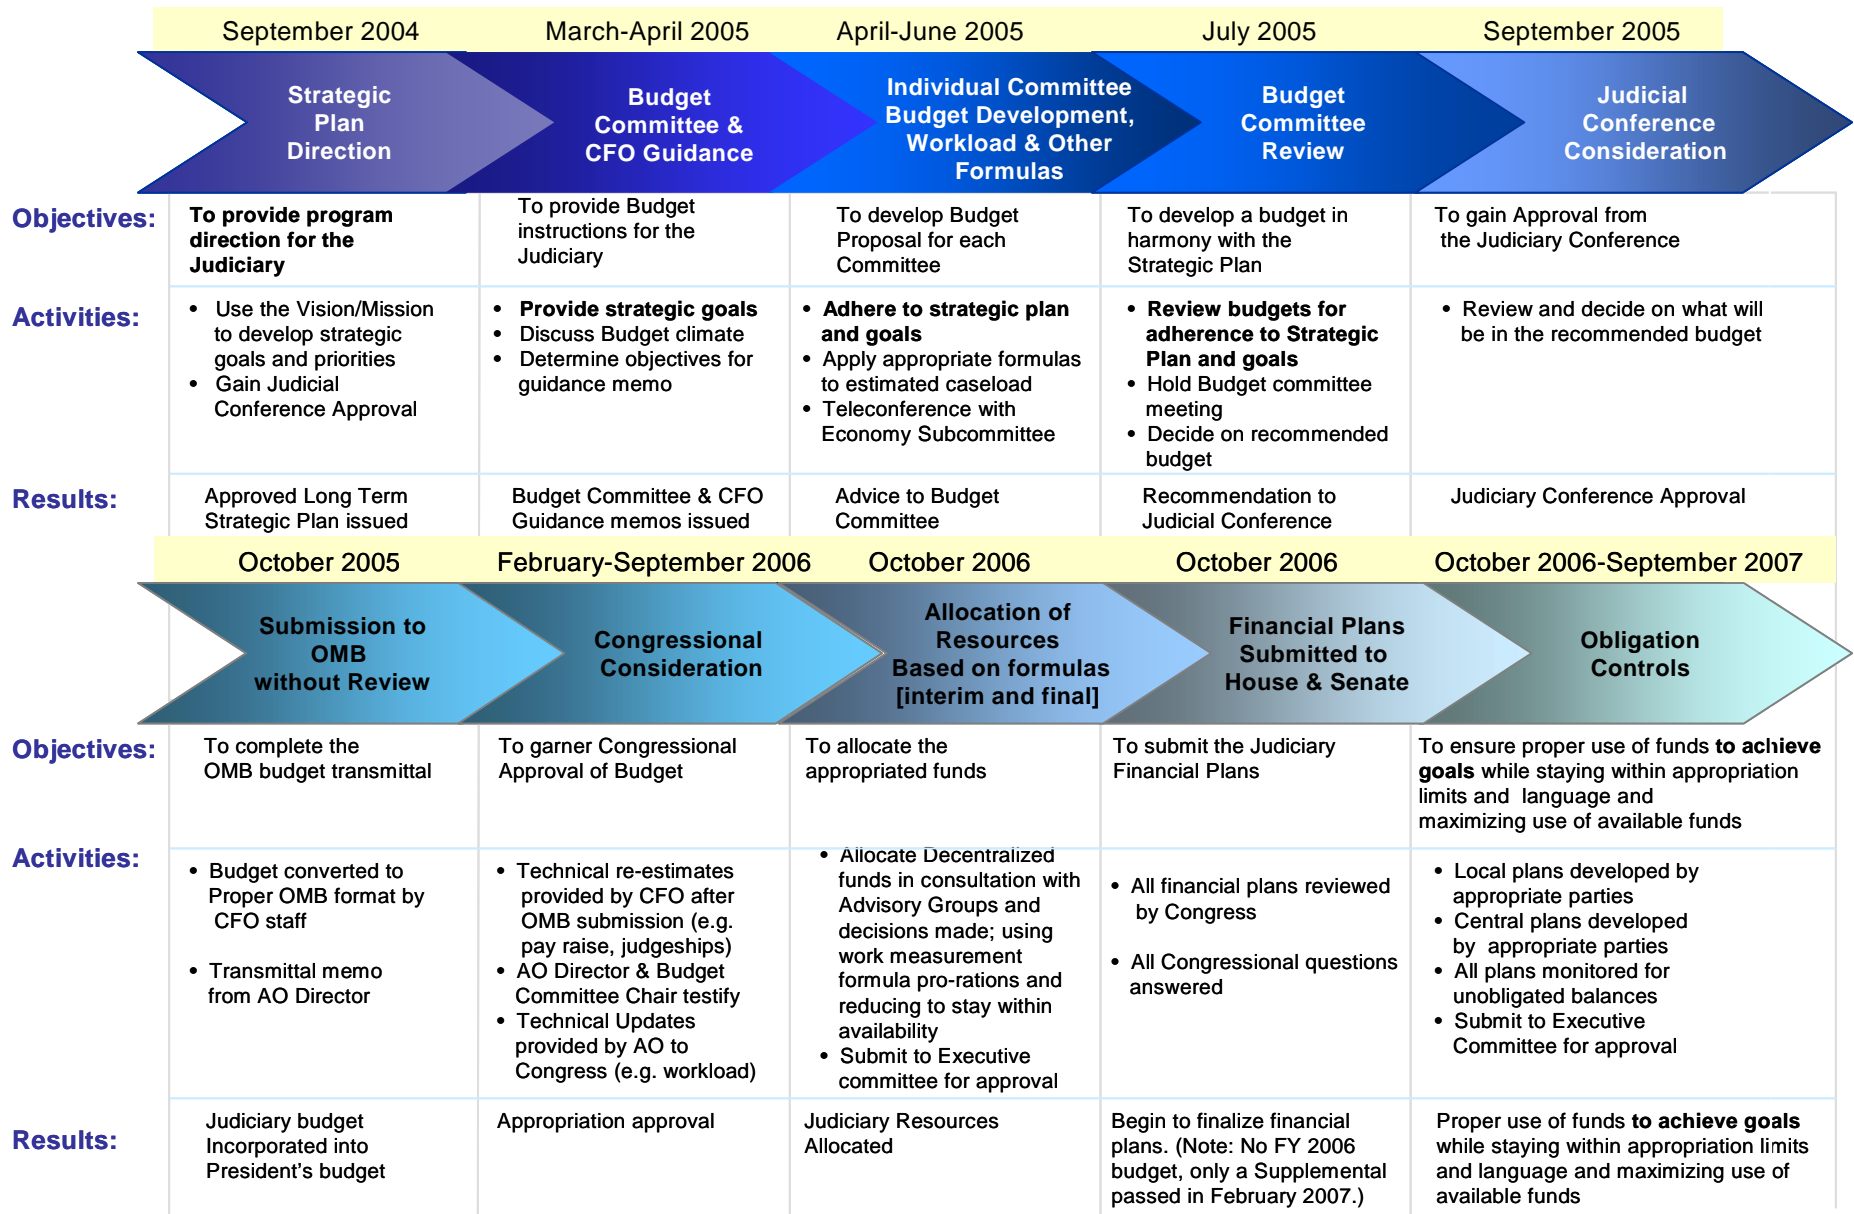 September 2004
March-April 2005
April-June 2005
July 2005
September 2005
Strategic
Plan
Direction
Budget
Committee &
CFO Guidance
Individual Committee
Budget Development,
Workload & Other
Formulas
Budget
Committee
Review
Judicial
Conference
Consideration
Objectives:
To provide program
direction for the
Judiciary
To provide Budget
instructions for the
Judiciary
To develop Budget
Proposal for each
Committee
To develop a budget in
harmony with the
Strategic Plan
To gain Approval from
the Judiciary Conference
Activities:
• Use the Vision/Mission
to develop strategic
goals and priorities
• Gain Judicial
Conference Approval
• Provide strategic goals
• Discuss Budget climate
• Determine objectives for
guidance memo
• Adhere to strategic plan
and goals
• Apply appropriate formulas
to estimated caseload
• Teleconference with
Economy Subcommittee
• Review budgets for
adherence to Strategic
Plan and goals
• Hold Budget committee
meeting
• Decide on recommended
budget
• Review and decide on what will
be in the recommended budget
Results:
Approved Long Term
Strategic Plan issued
Budget Committee & CFO
Guidance memos issued
Advice to Budget
Committee
Recommendation to
Judicial Conference
Judiciary Conference Approval
October 2005
February-September 2006
October 2006
October 2006
October 2006-September 2007
Submission to
OMB
without Review
Congressional
Consideration
Allocation of
Resources
Based on formulas
[interim and final]
Financial Plans
Submitted to
House & Senate
Obligation
Controls
Objectives:
To complete the
OMB budget transmittal
To garner Congressional
Approval of Budget
To allocate the
appropriated funds
To submit the Judiciary
Financial Plans
To ensure proper use of funds to achieve
goals while staying within appropriation
limits and language and
maximizing use of available funds
Activities:
• Budget converted to
Proper OMB format by
CFO staff
• Transmittal memo
from AO Director
• Technical re-estimates
provided by CFO after
OMB submission (e.g.
pay raise, judgeships)
• AO Director & Budget
Committee Chair testify
• Technical Updates
provided by AO to
Congress (e.g. workload)
• Allocate Decentralized
funds in consultation with
Advisory Groups and
decisions made; using
work measurement
formula pro-rations and
reducing to stay within
availability
• Submit to Executive
committee for approval
• All financial plans reviewed
by Congress
• All Congressional questions
answered
• Local plans developed by
appropriate parties
• Central plans developed
by appropriate parties
• All plans monitored for
unobligated balances
• Submit to Executive
Committee for approval
Results:
Judiciary budget
Incorporated into
President's budget
Appropriation approval
Judiciary Resources
Allocated
Begin to finalize financial
plans. (Note: No FY 2006
budget, only a Supplemental
passed in February 2007.)
Proper use of funds to achieve goals
while staying within appropriation limits
and language and maximizing use of
available funds